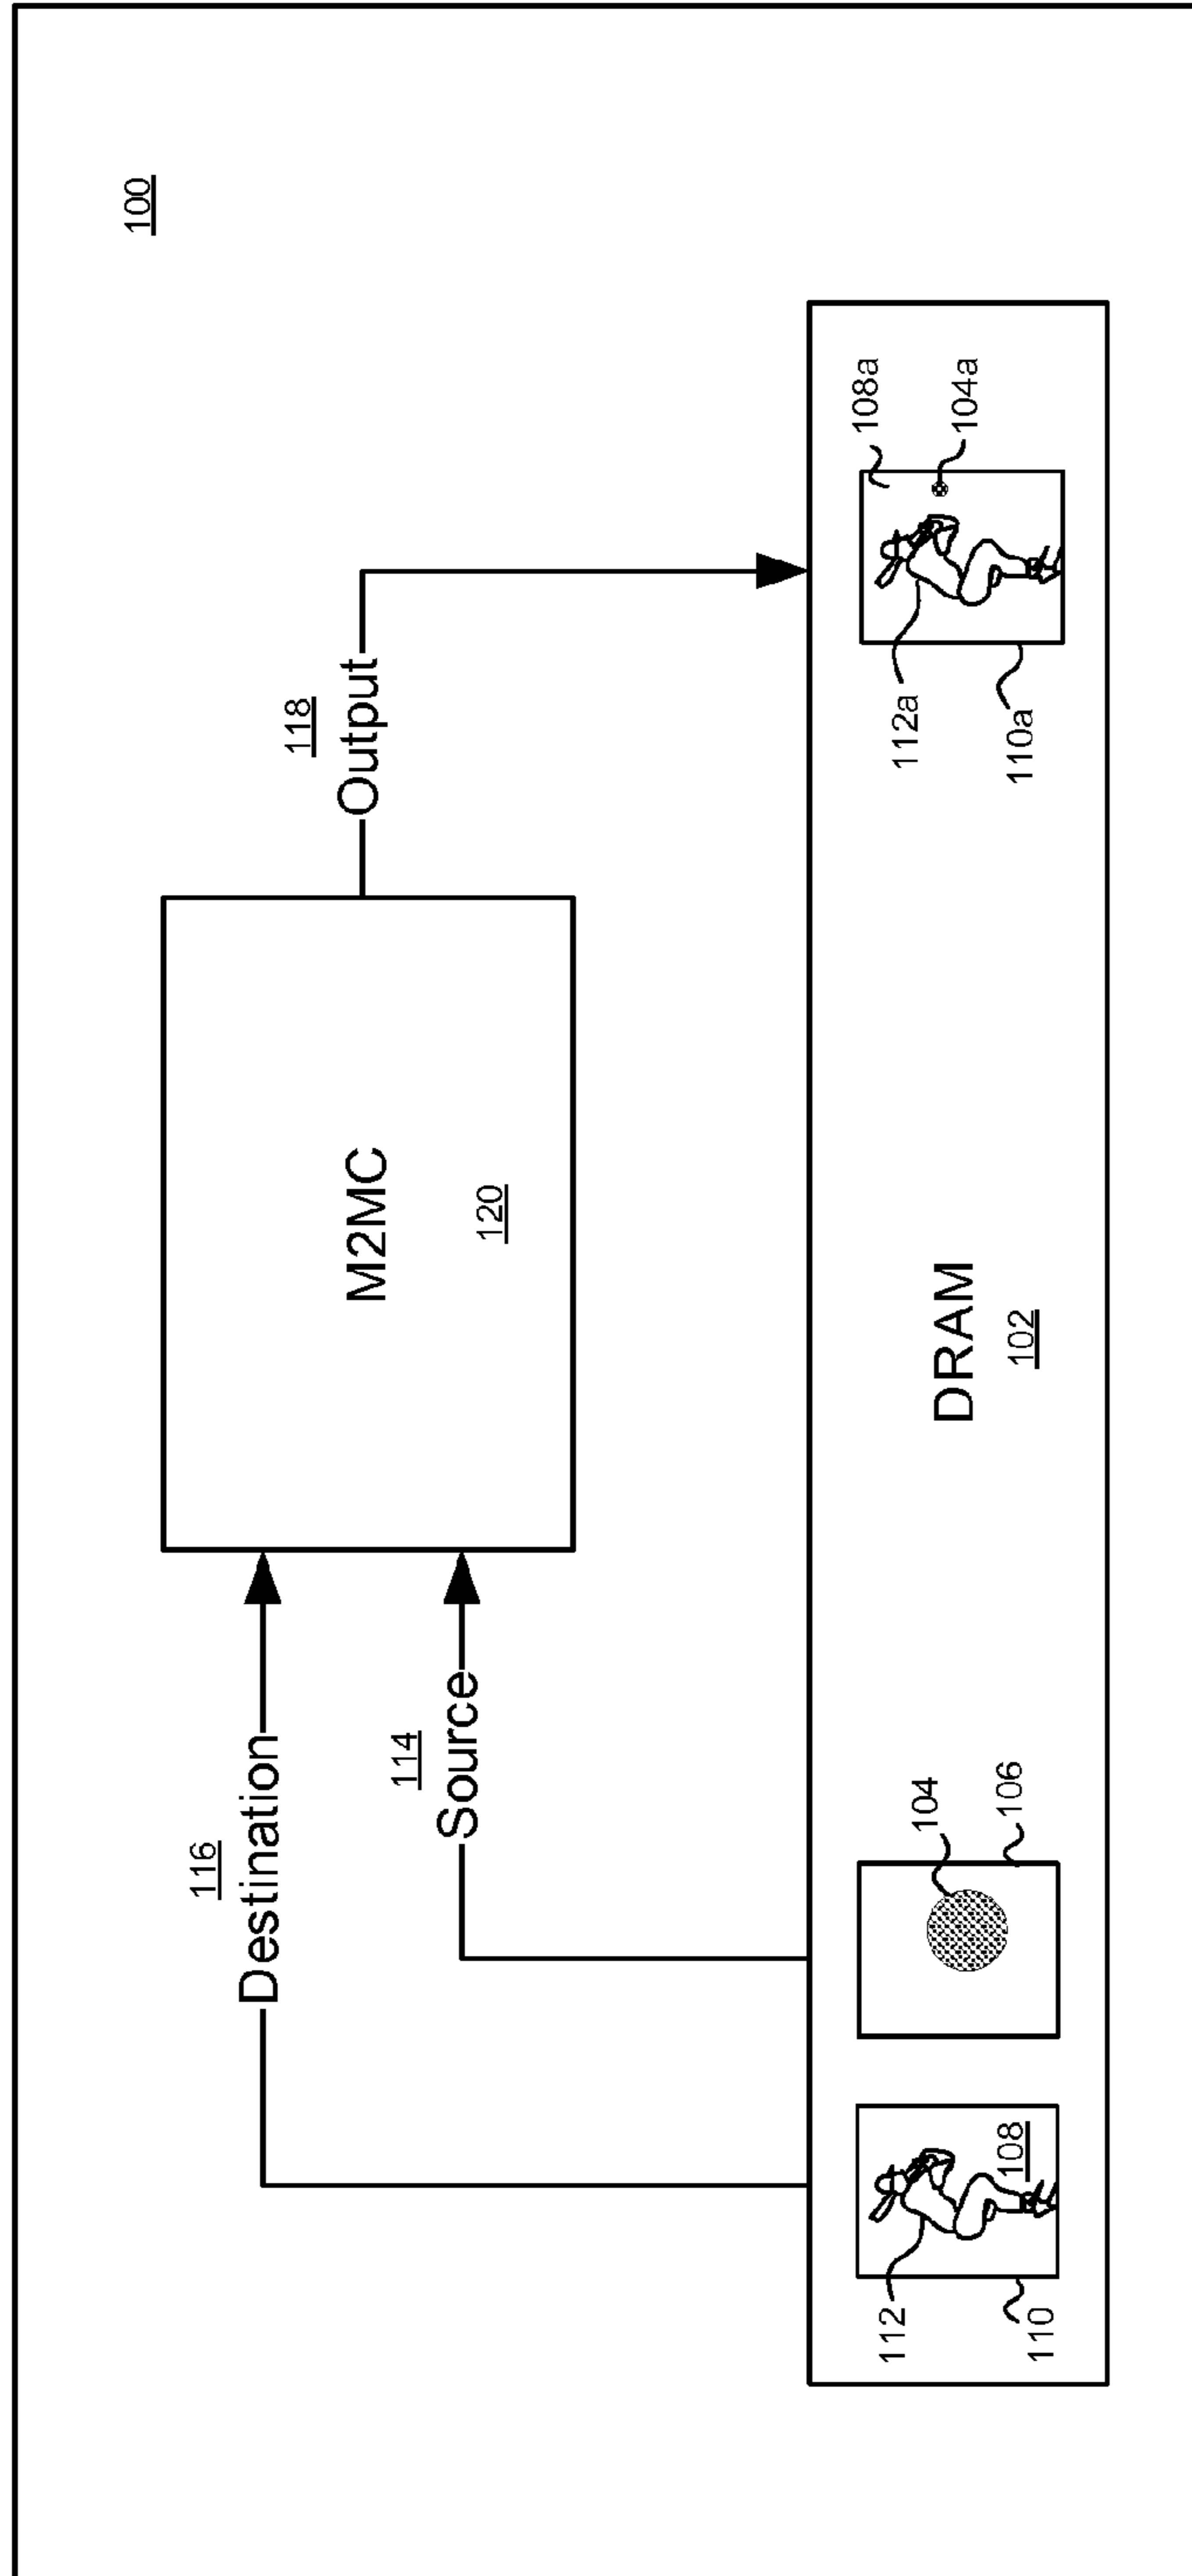 100
116
Destination
114
Source
M2MC
120
118
Output
DRAM
102
112
110
108
104
106
112a
110a
108a
104a